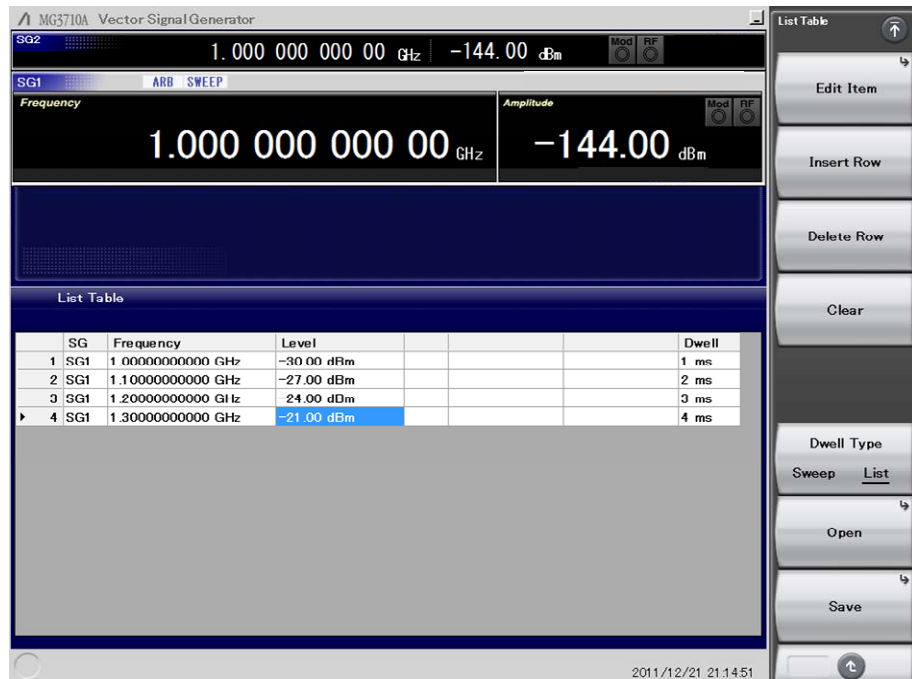 MG3710A Vector Signal Generator
SG2
1. 000 000 000 00 GHz -144. 00 dBm Mod RF
SG1 ARB SWEEP
Frequency Amplitude Mod RF
1.000 000 000 00 GHz -144.00 dBm
List Table
SG Frequency Level Dwell
1 SG1 1.00000000000 GHz -30.00 dBm 1 ms
2 SG1 1.10000000000 GHz -27.00 dBm 2 ms
3 SG1 1.20000000000 GHz -24.00 dBm 3 ms
4 SG1 1.30000000000 GHz -21.00 dBm 4 ms
2011/12/21 21:14:51
List Table
Edit Item
Insert Row
Delete Row
Clear
Dwell Type
Sweep List
Open
Save